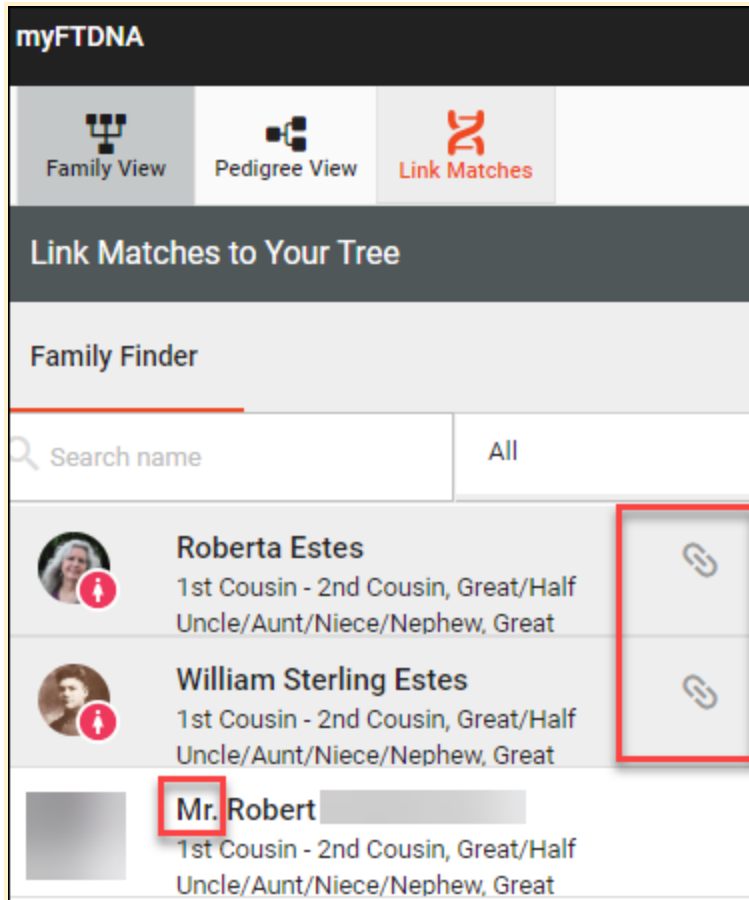 myFTDNA
Family View
Pedigree View
Link Matches
Link Matches to Your Tree
Family Finder
Search name
All
Roberta Estes
1st Cousin - 2nd Cousin, Great/Half
Uncle/Aunt/Niece/Nephew, Great
William Sterling Estes
1st Cousin - 2nd Cousin, Great/Half
Uncle/Aunt/Niece/Nephew, Great
Mr. Robert
1st Cousin - 2nd Cousin, Great/Half
Uncle/Aunt/Niece/Nephew, Great